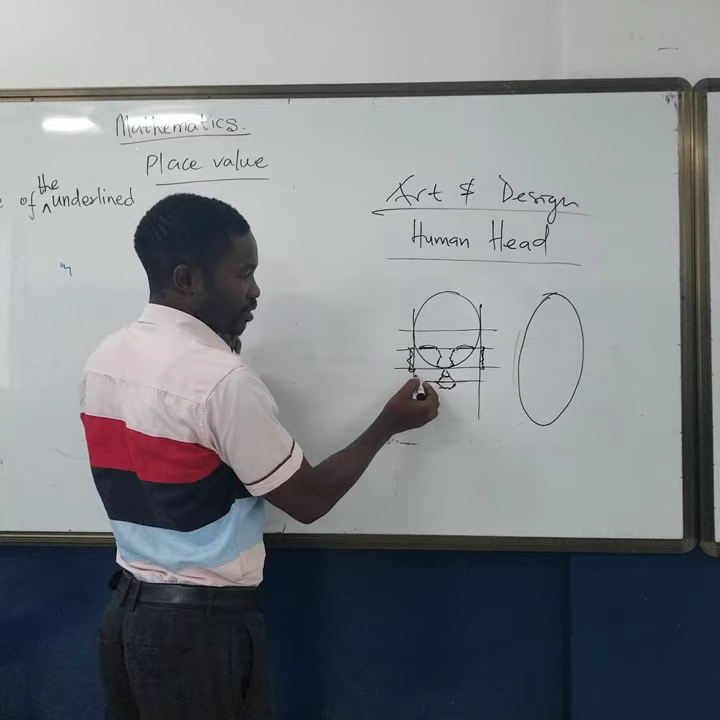 Mathematics.
Place value
of ^the underlined
Art & Design
Human Head